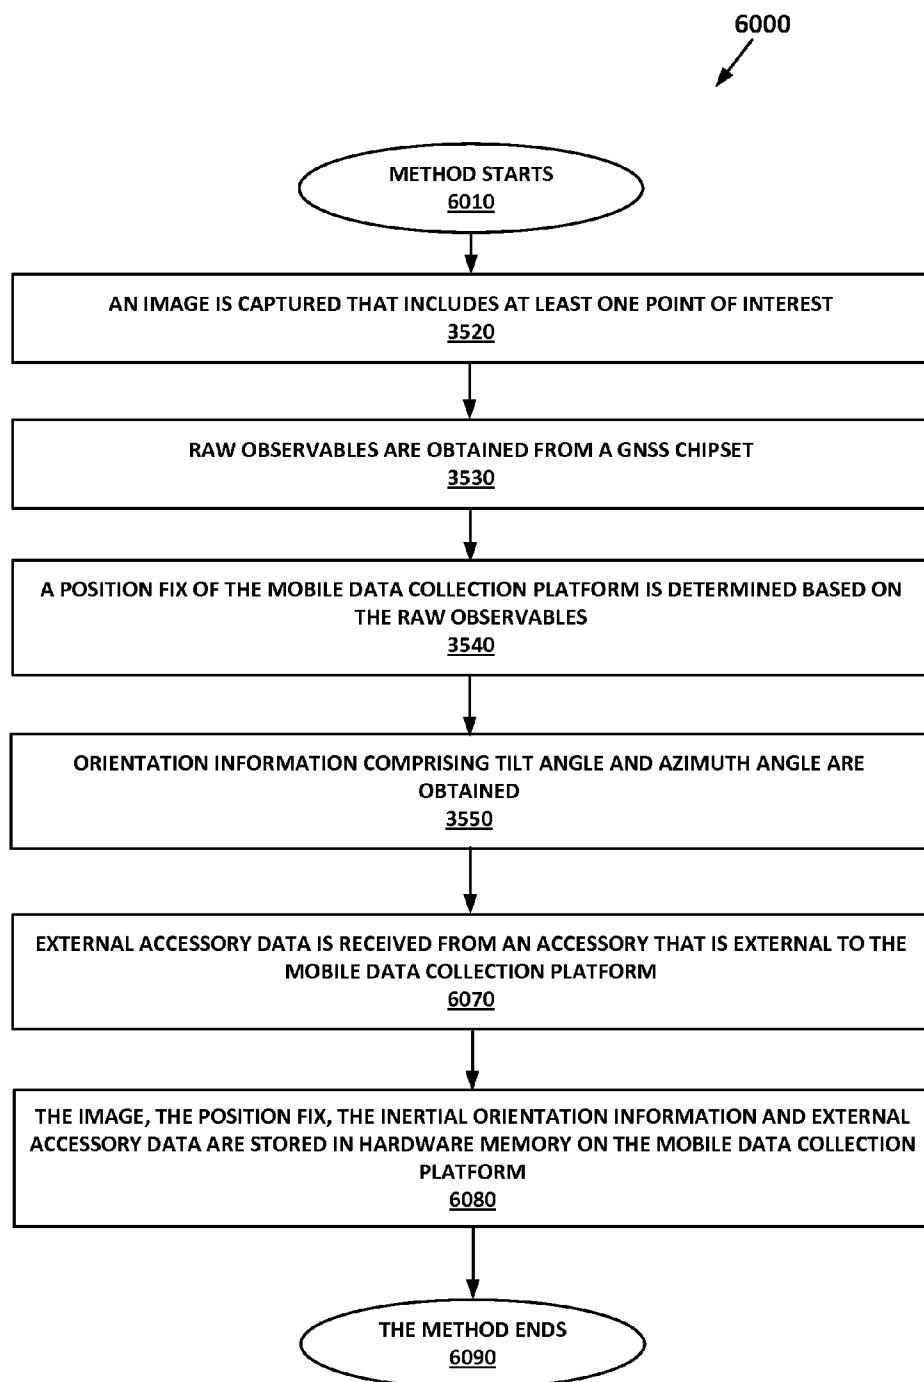 6000
METHOD STARTS
6010
AN IMAGE IS CAPTURED THAT INCLUDES AT LEAST ONE POINT OF INTEREST
3520
RAW OBSERVABLES ARE OBTAINED FROM A GNSS CHIPSET
3530
A POSITION FIX OF THE MOBILE DATA COLLECTION PLATFORM IS DETERMINED BASED ON
THE RAW OBSERVABLES
3540
ORIENTATION INFORMATION COMPRISING TILT ANGLE AND AZIMUTH ANGLE ARE
OBTAINED
3550
EXTERNAL ACCESSORY DATA IS RECEIVED FROM AN ACCESSORY THAT IS EXTERNAL TO THE
MOBILE DATA COLLECTION PLATFORM
6070
THE IMAGE, THE POSITION FIX, THE INERTIAL ORIENTATION INFORMATION AND EXTERNAL
ACCESSORY DATA ARE STORED IN HARDWARE MEMORY ON THE MOBILE DATA COLLECTION
PLATFORM
6080
THE METHOD ENDS
6090